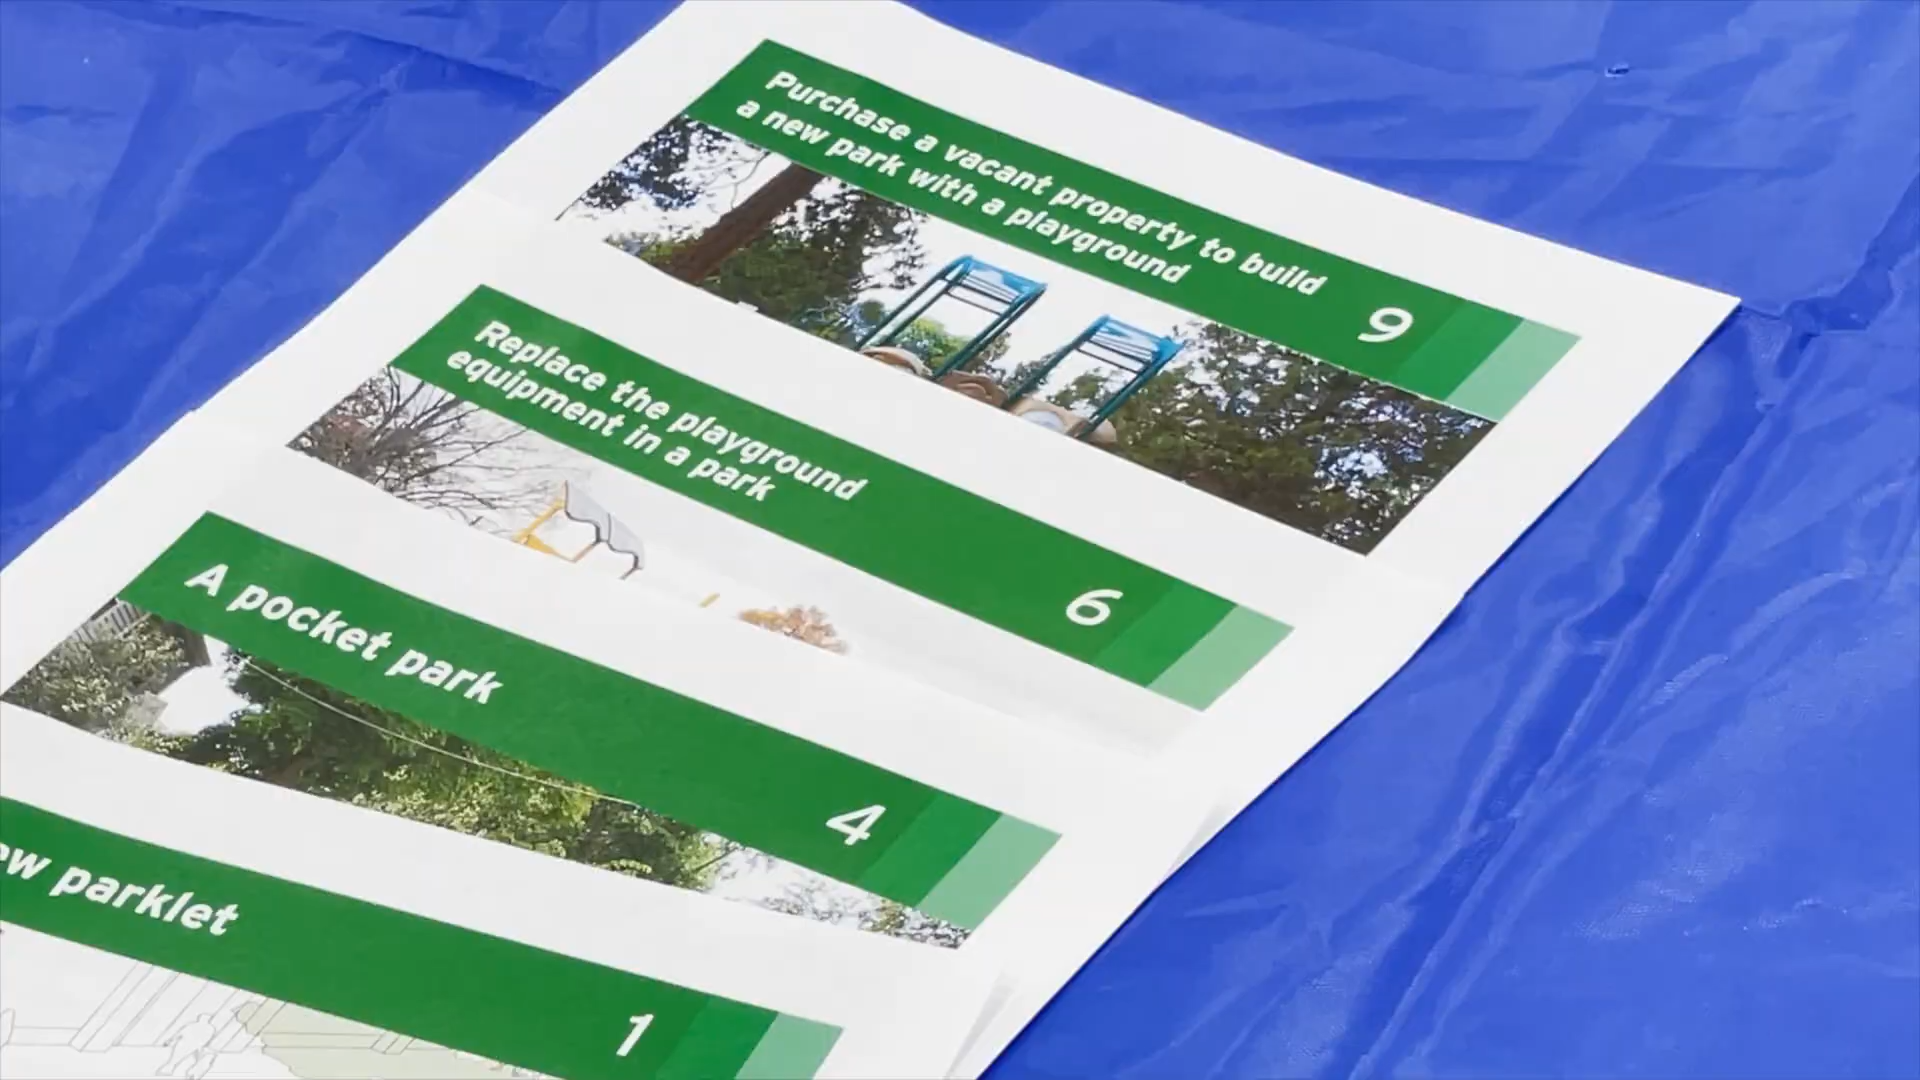 Purchase a vacant property to build
a new park with a playground
9
Replace the playground
equipment in a park
6
A pocket park
4
parklet
1